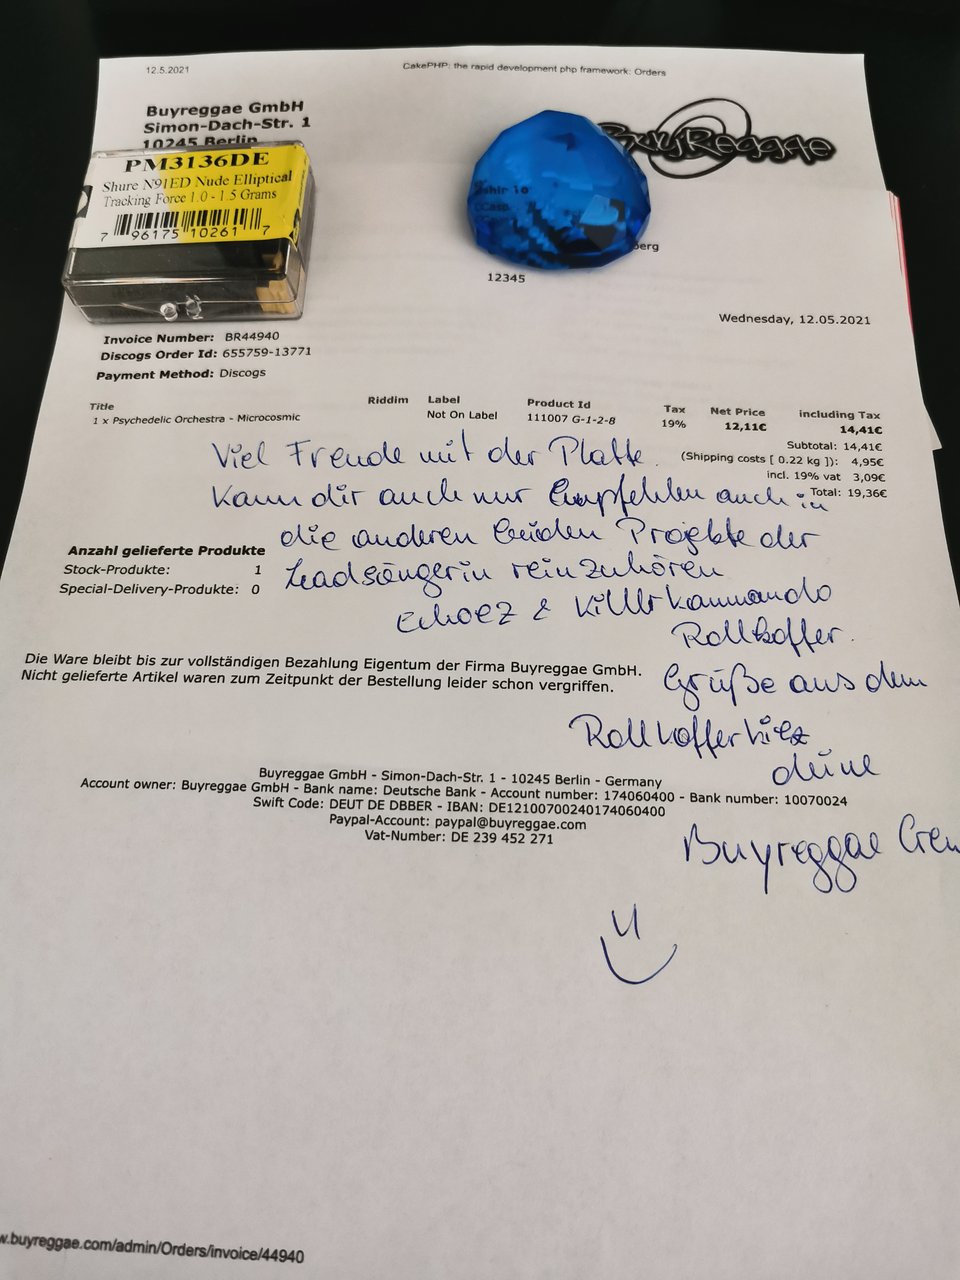 12.5.2021
CakePHP: the rapid development php framework: Orders
Buyreggae GmbH
Simon-Dach-Str. 1
10245 Berlin
BuyReggae
PM3136DE
Shure N91ED Nude Elliptical
Tracking Force 1.0 - 1.5 Grams
7 96175 10261 7
12345
Wednesday, 12.05.2021
Invoice Number: BR44940
Discogs Order Id: 655759-13771
Payment Method: Discogs
Title Riddim Label Product Id Tax Net Price including Tax
1 x Psychedelic Orchestra - Microcosmic Not On Label 111007 G-1-2-8 19% 12,11€ 14,41€
Subtotal: 14,41€
(Shipping costs [ 0.22 kg ]): 4,95€
incl. 19% vat 3,09€
Total: 19,36€
Viel Freude mit der Platte.
Kann dir auch nur Empfehlen auch in
die anderen beiden Projekte der
Leadsängerin reinzuhören
Echoez & Killerkommando
Rollkoffer.
Grüße aus dem
Rollkofferkiez
deine
Buyreggae Crew
Anzahl gelieferte Produkte
Stock-Produkte: 1
Special-Delivery-Produkte: 0
Die Ware bleibt bis zur vollständigen Bezahlung Eigentum der Firma Buyreggae GmbH.
Nicht gelieferte Artikel waren zum Zeitpunkt der Bestellung leider schon vergriffen.
Buyreggae GmbH - Simon-Dach-Str. 1 - 10245 Berlin - Germany
Account owner: Buyreggae GmbH - Bank name: Deutsche Bank - Account number: 174060400 - Bank number: 10070024
Swift Code: DEUT DE DBBER - IBAN: DE12100700240174060400
Paypal-Account: paypal@buyreggae.com
Vat-Number: DE 239 452 271
w.buyreggae.com/admin/Orders/invoice/44940